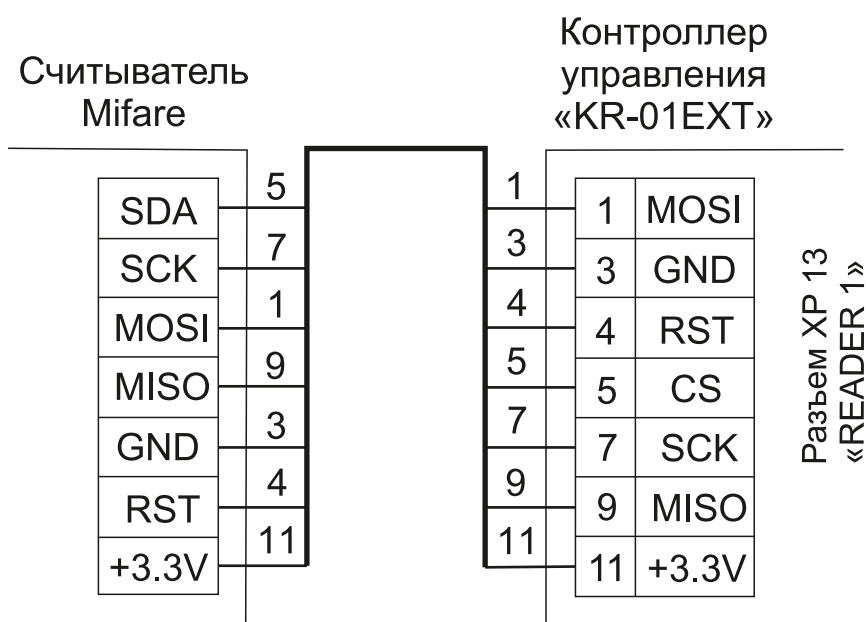 Считыватель
Mifare
Контроллер
управления
«KR-01EXT»
SDA 5
SCK 7
MOSI 1
MISO 9
GND 3
RST 4
+3.3V 11
1 1 MOSI
3 3 GND
4 4 RST
5 5 CS
7 7 SCK
9 9 MISO
11 11 +3.3V
Разъем XP 13
«READER 1»